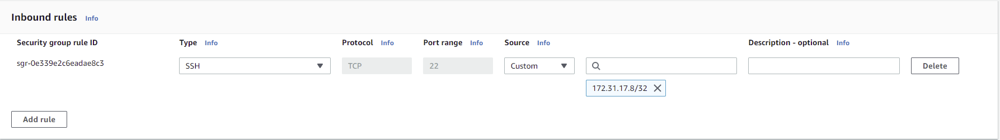 Inbound rules Info
Security group rule ID Type Info Protocol Info Port range Info Source Info Description - optional Info
sgr-0e339e2c6eadae8c3 SSH TCP 22 Custom Delete
172.31.17.8/32
Add rule